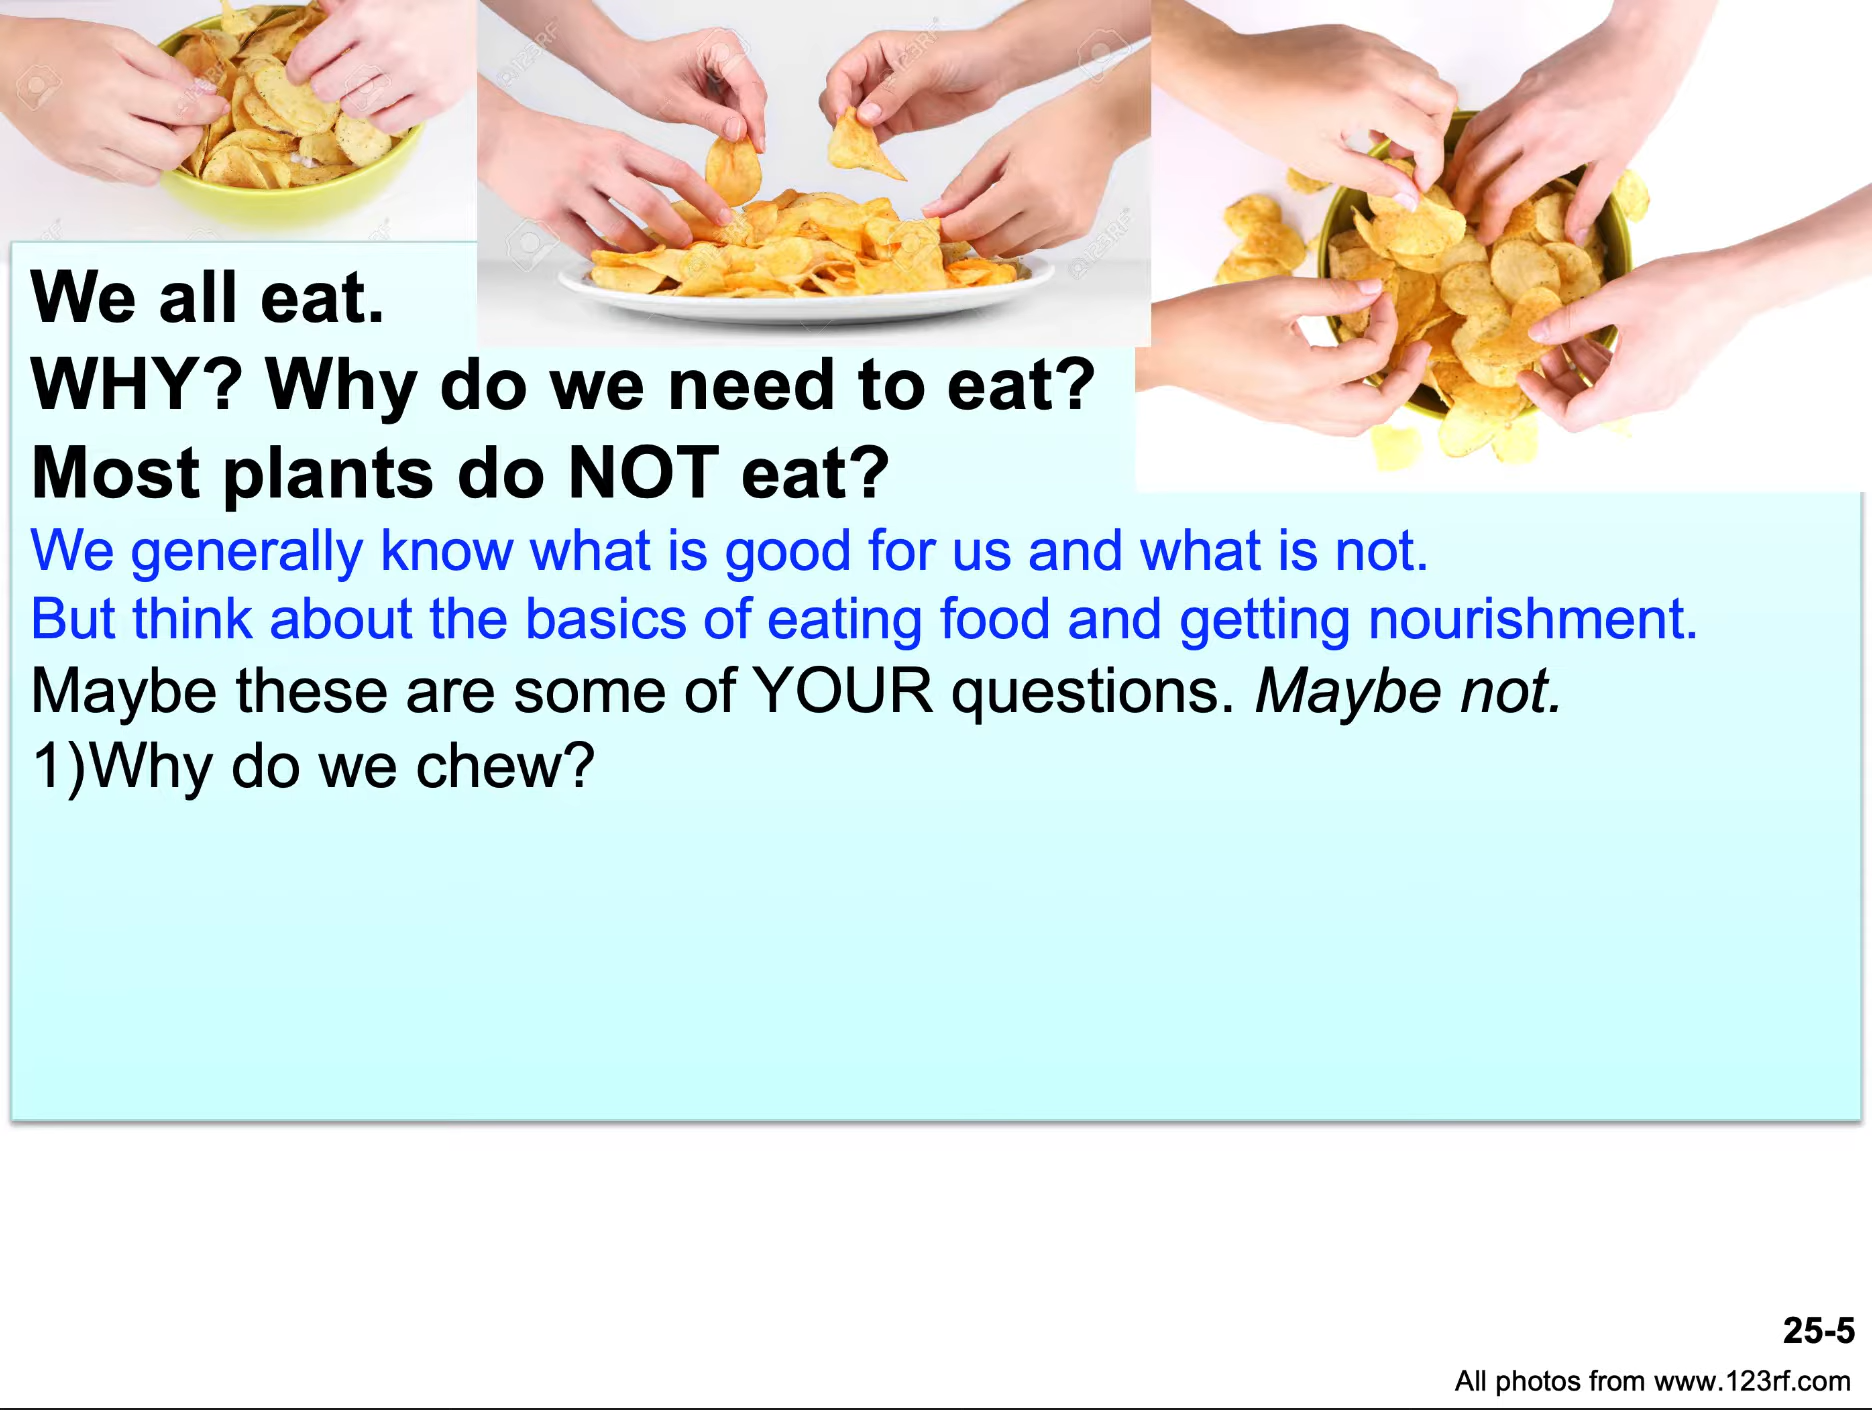 We all eat.
WHY? Why do we need to eat?
Most plants do NOT eat?
We generally know what is good for us and what is not.
But think about the basics of eating food and getting nourishment.
Maybe these are some of YOUR questions. Maybe not.
1)Why do we chew?
25-5
All photos from www.123rf.com